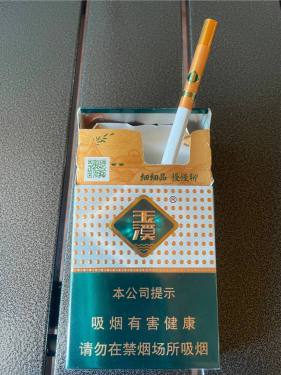 细细品 慢慢聊
玉溪®
本公司提示
吸烟有害健康
请勿在禁烟场所吸烟